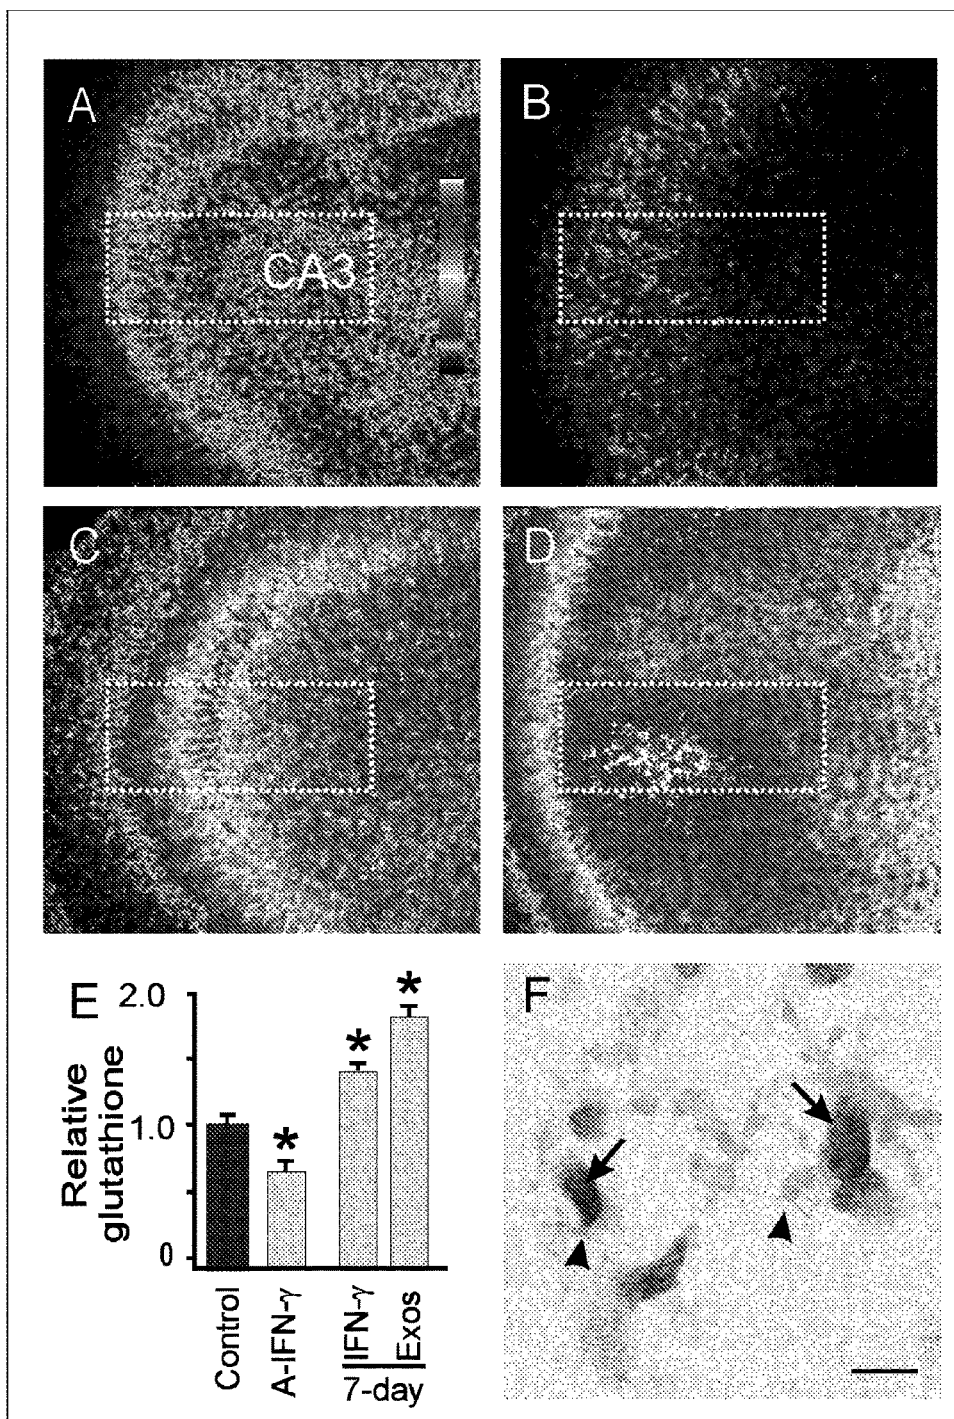 A
B
CA3
C
D
E
2.0
1.0
0
Relative
glutathione
*
*
*
Control
A-IFN-γ
IFN-γ
Exos
7-day
F